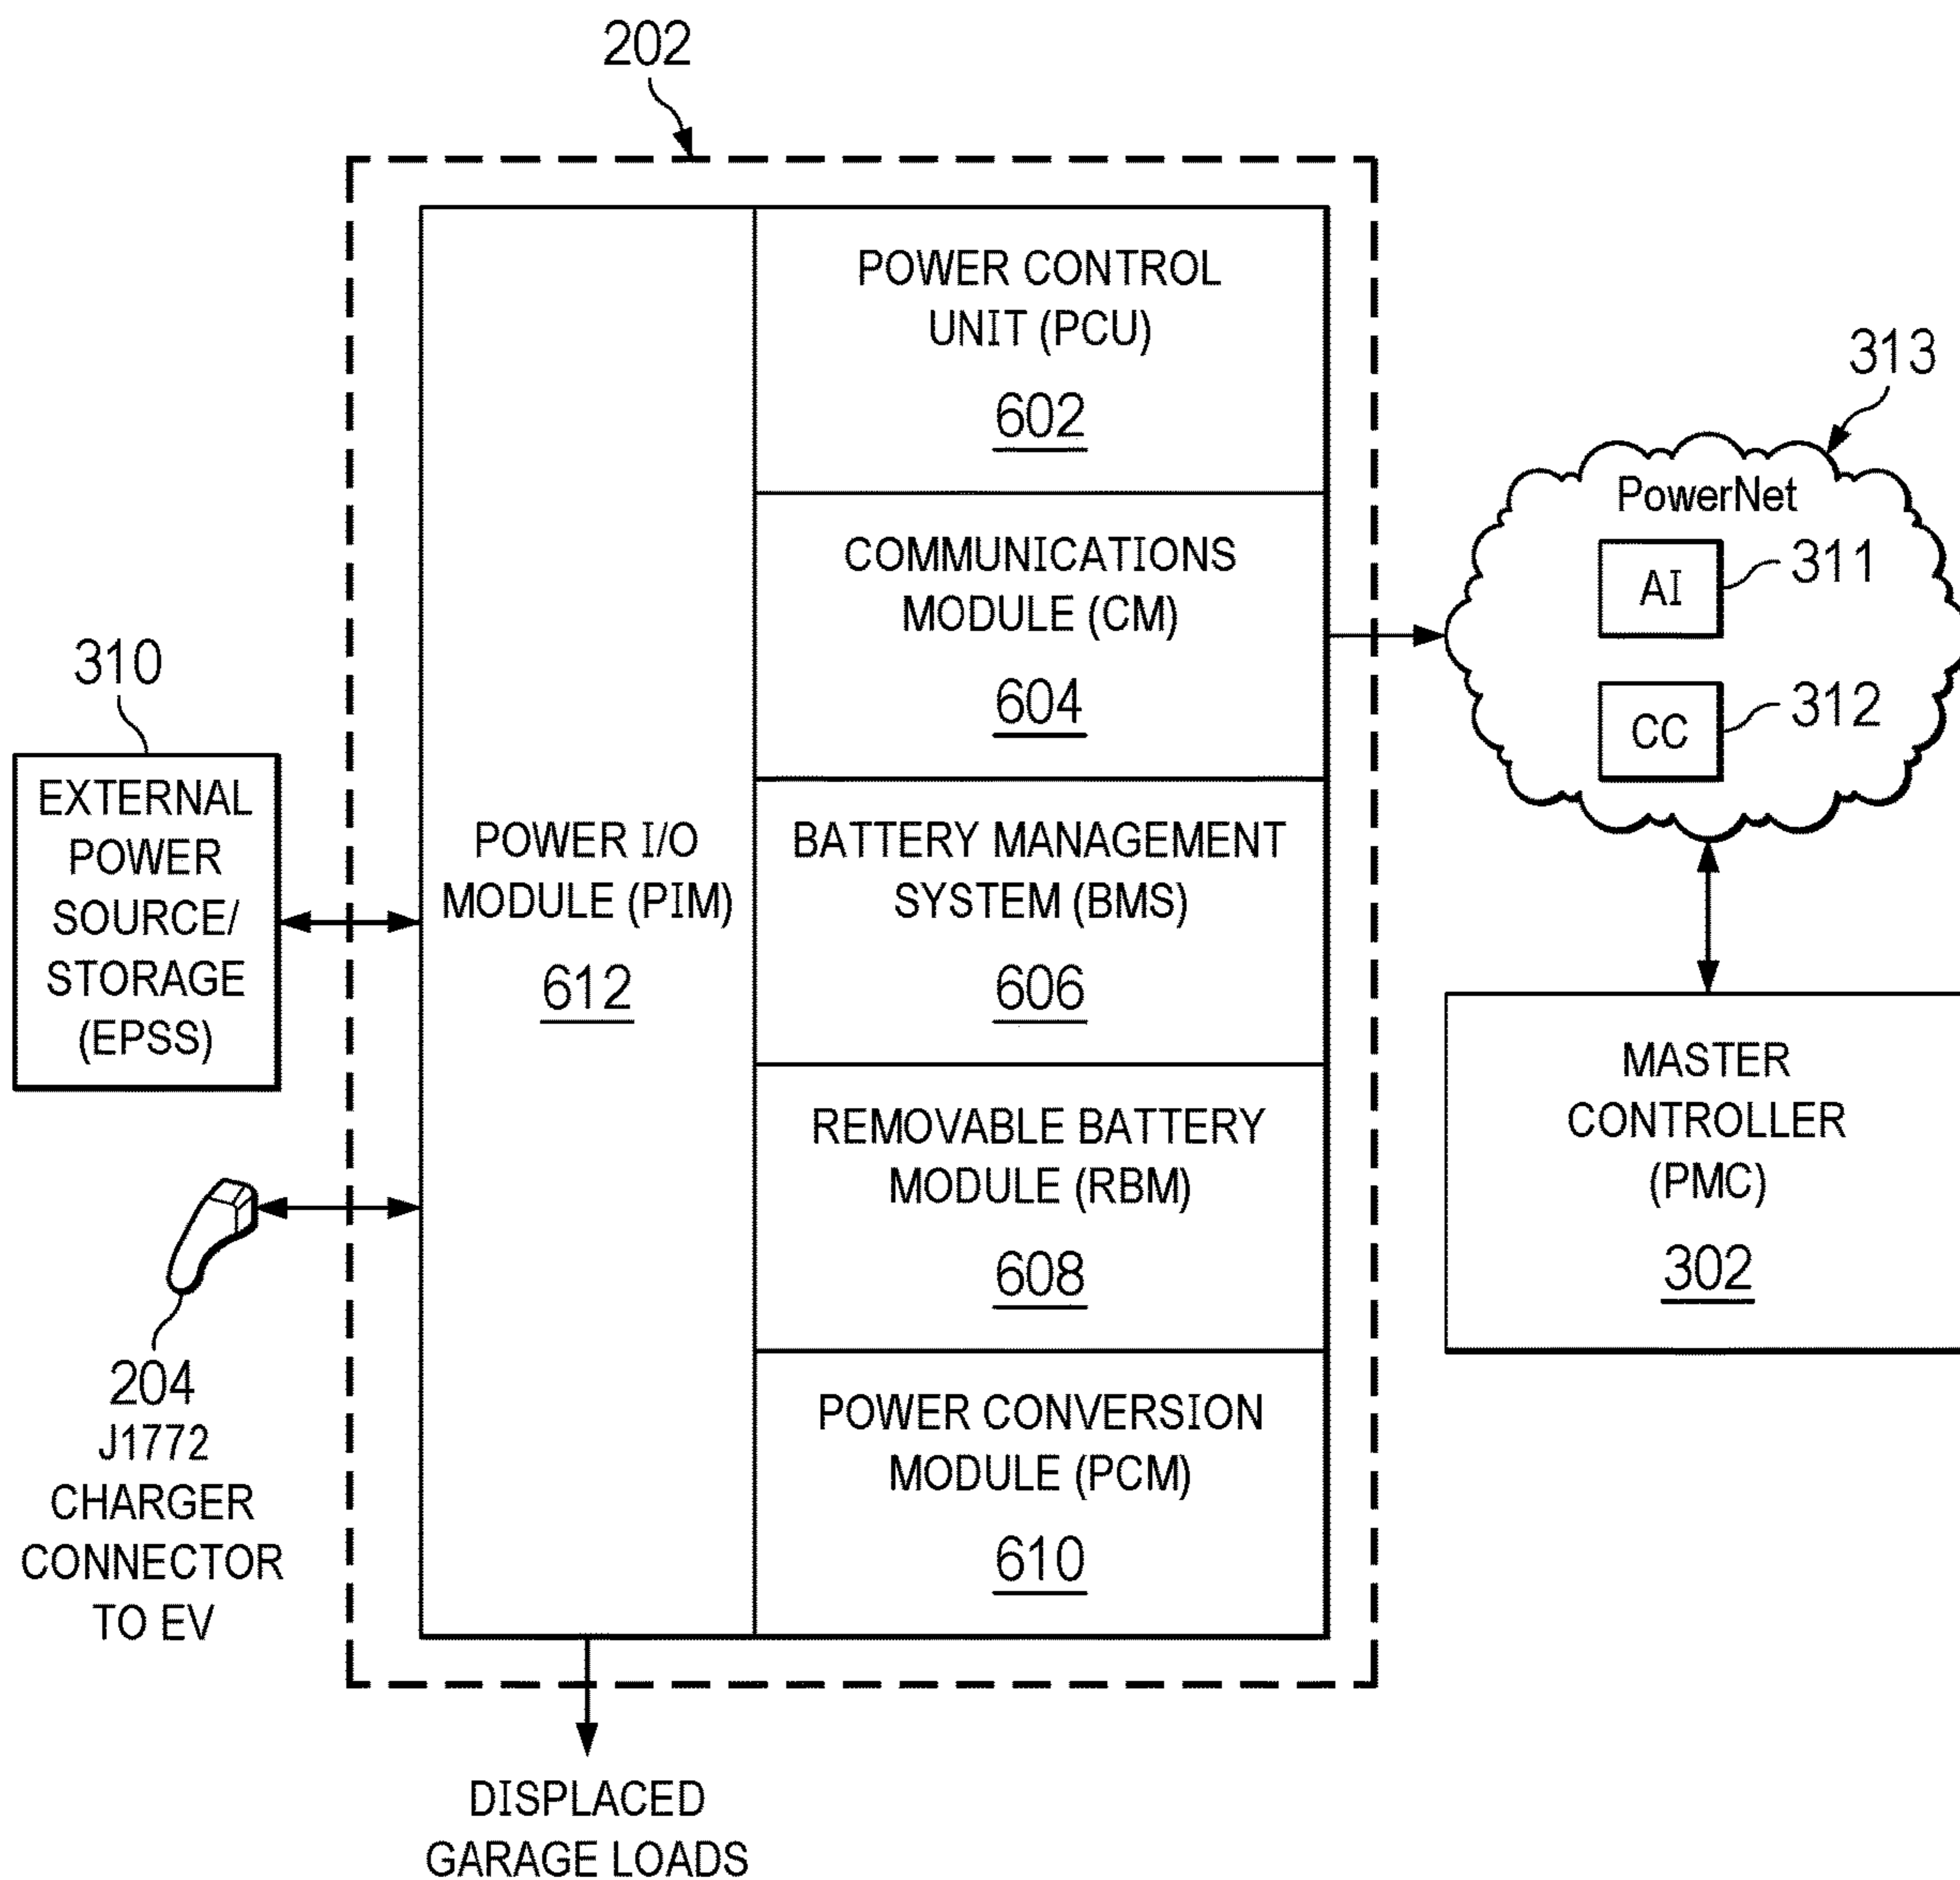 202
POWER CONTROL
UNIT (PCU)
602
COMMUNICATIONS
MODULE (CM)
604
BATTERY MANAGEMENT
SYSTEM (BMS)
606
REMOVABLE BATTERY
MODULE (RBM)
608
POWER CONVERSION
MODULE (PCM)
610
POWER I/O
MODULE (PIM)
612
310
EXTERNAL
POWER
SOURCE/
STORAGE
(EPSS)
204
J1772
CHARGER
CONNECTOR
TO EV
DISPLACED
GARAGE LOADS
313
PowerNet
AI
311
CC
312
MASTER
CONTROLLER
(PMC)
302